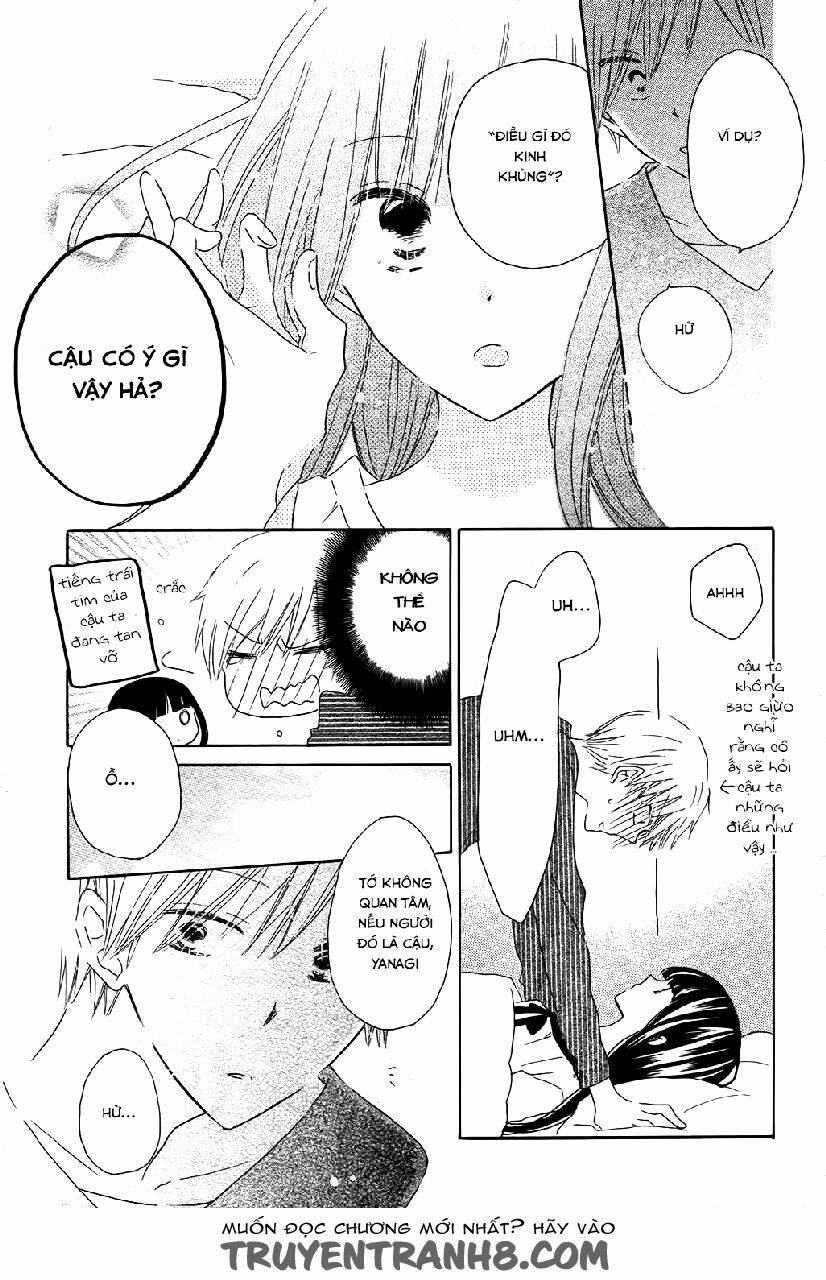 VÍ DỤ?
"ĐIỀU GÌ ĐÓ
KINH
KHỦNG"?
HỬ
CẬU CÓ Ý GÌ
VẬY HẢ?
AHHH
UH...
UHM...
cậu ta
không
bao giừo
nghĩ
rằng cô
ấy sẽ hỏi
cậu ta
những
điều như
vậy ..
KHÔNG
THỂ
NÀO
crắc
tiếng trái
tim của
cậu ta
đang tan
vỡ
Ồ...
TỚ KHÔNG
QUAN TÂM,
NẾU NGƯỜI
ĐÓ LÀ CẬU,
YANAGI
HỬ...
MUỐN ĐỌC CHƯƠNG MỚI NHẤT? HÃY VÀO
TRUYENTRANH8.COM